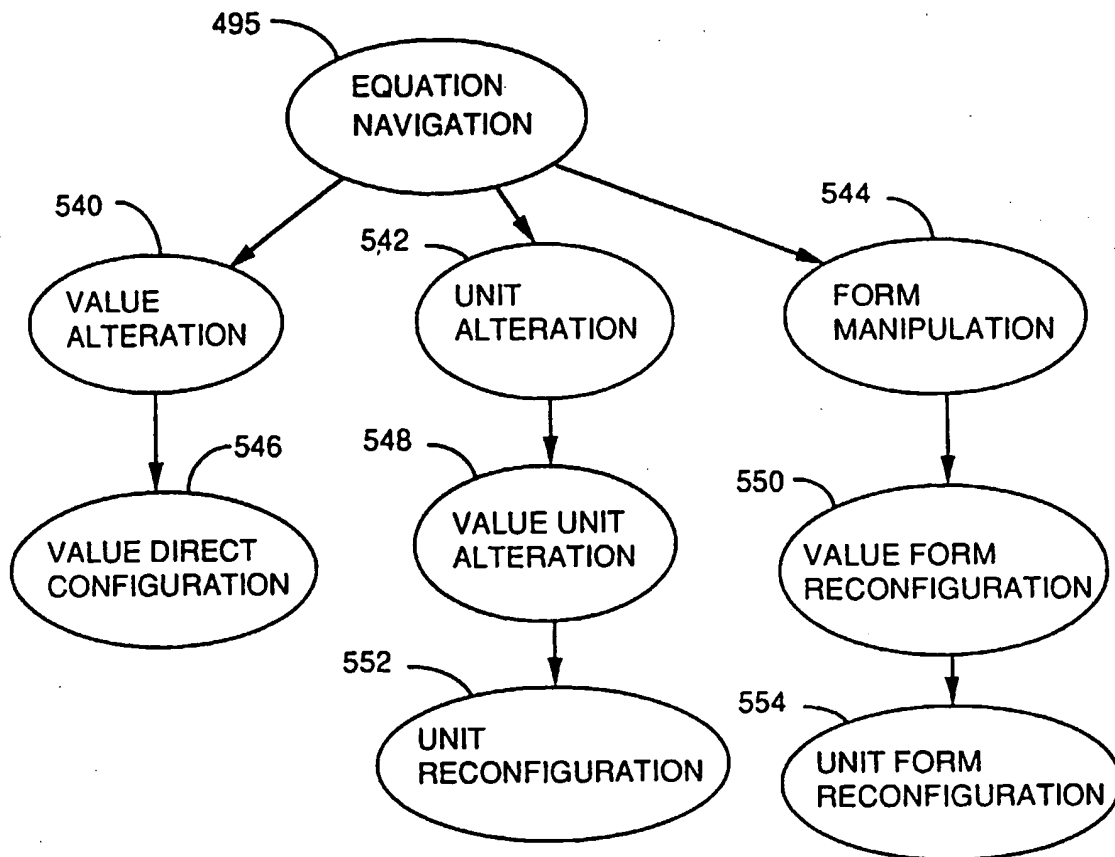 495
EQUATION
NAVIGATION
540
VALUE
ALTERATION
542
UNIT
ALTERATION
544
FORM
MANIPULATION
546
VALUE DIRECT
CONFIGURATION
548
VALUE UNIT
ALTERATION
550
VALUE FORM
RECONFIGURATION
552
UNIT
RECONFIGURATION
554
UNIT FORM
RECONFIGURATION